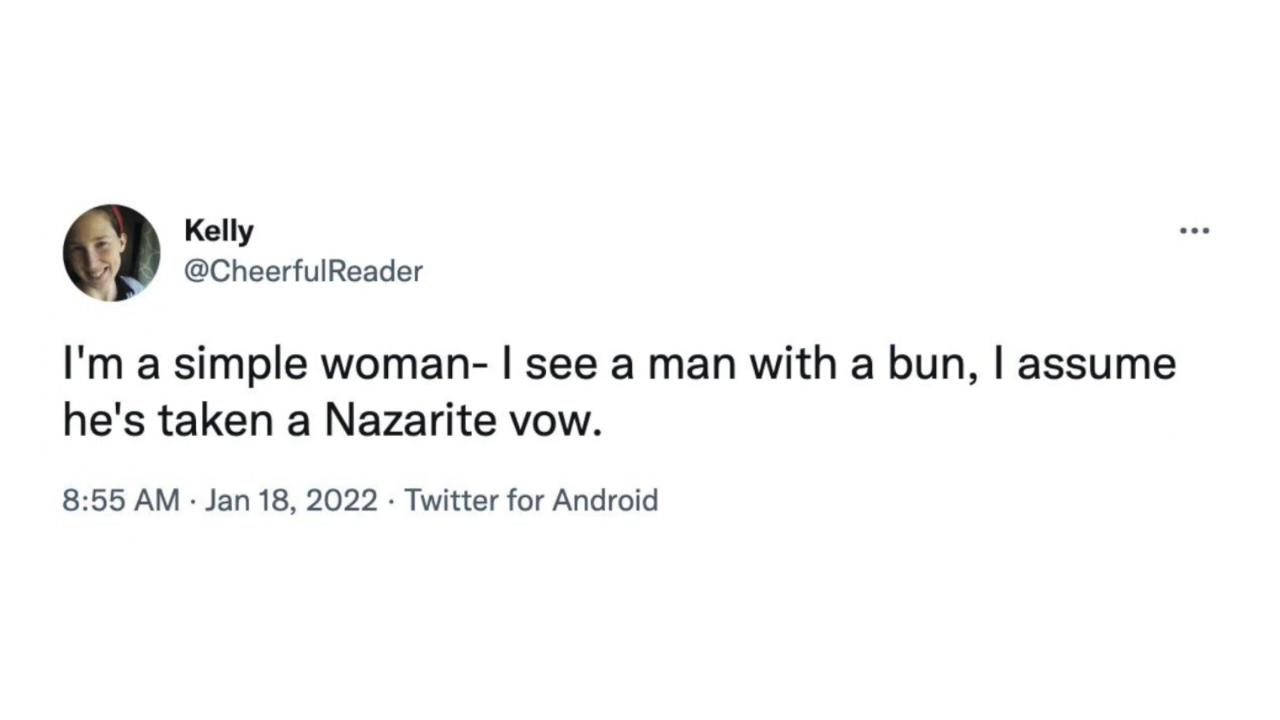 Kelly
@CheerfulReader
I'm a simple woman- I see a man with a bun, I assume
he's taken a Nazarite vow.
8:55 AM · Jan 18, 2022 · Twitter for Android